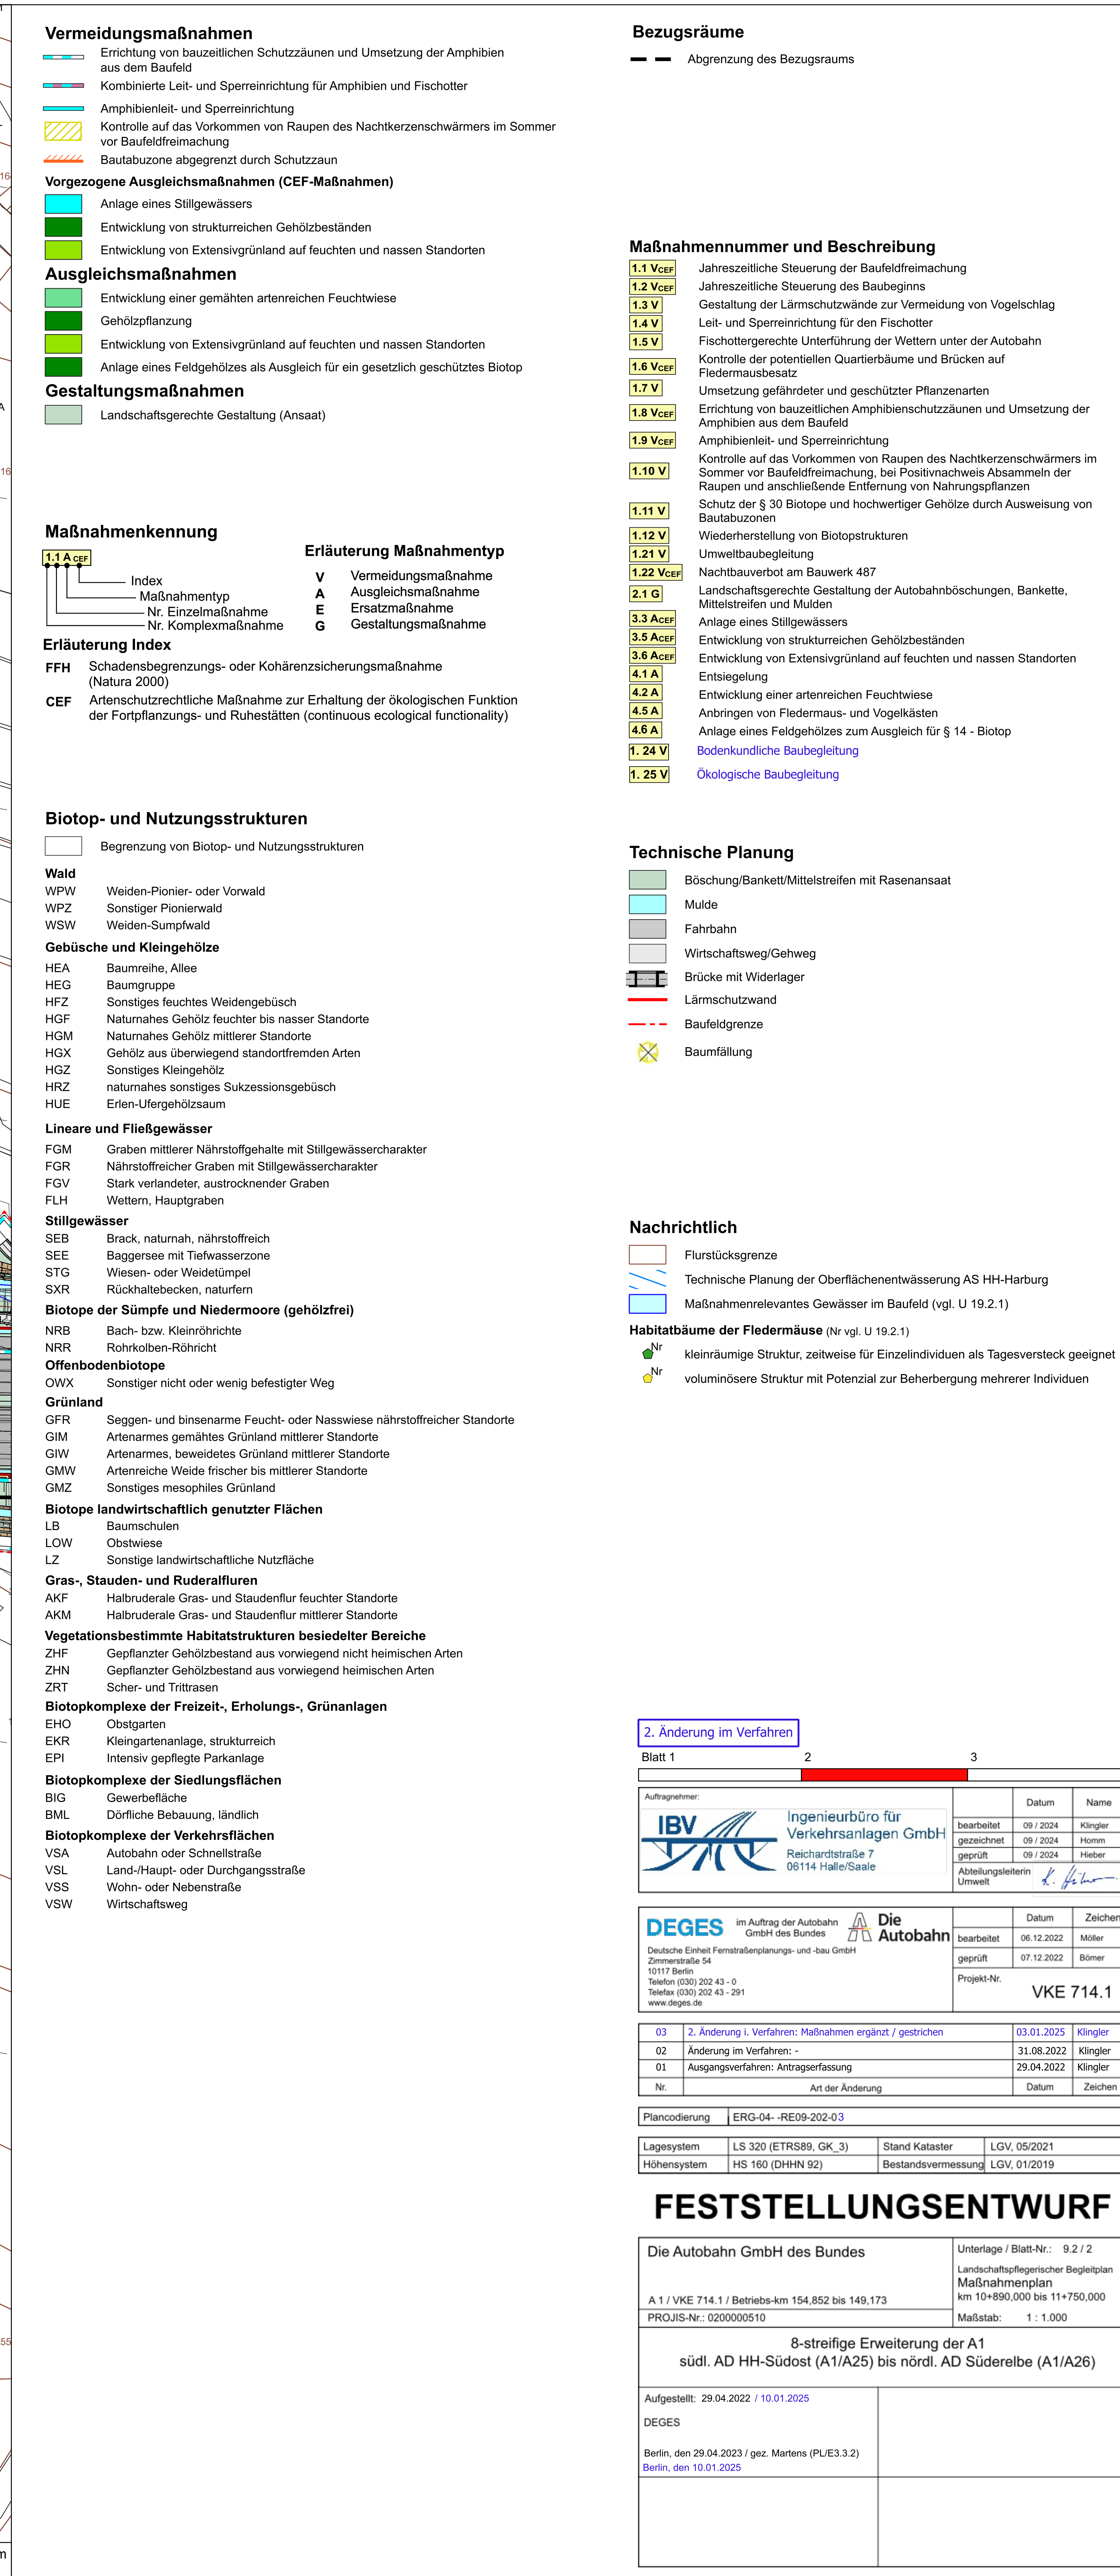 Vermeidungsmaßnahmen
Errichtung von bauzeitlichen Schutzzäunen und Umsetzung der Amphibien
aus dem Baufeld
Kombinierte Leit- und Sperreinrichtung für Amphibien und Fischotter
Amphibienleit- und Sperreinrichtung
Kontrolle auf das Vorkommen von Raupen des Nachtkerzenschwärmers im Sommer
vor Baufeldfreimachung
Bautabuzone abgegrenzt durch Schutzzaun
Vorgezogene Ausgleichsmaßnahmen (CEF-Maßnahmen)
Anlage eines Stillgewässers
Entwicklung von strukturreichen Gehölzbeständen
Entwicklung von Extensivgrünland auf feuchten und nassen Standorten
Ausgleichsmaßnahmen
Entwicklung einer gemähten artenreichen Feuchtwiese
Gehölzpflanzung
Entwicklung von Extensivgrünland auf feuchten und nassen Standorten
Anlage eines Feldgehölzes als Ausgleich für ein gesetzlich geschütztes Biotop
Gestaltungsmaßnahmen
Landschaftsgerechte Gestaltung (Ansaat)
Maßnahmenkennung
1.1 A CEF
Index
Maßnahmentyp
Nr. Einzelmaßnahme
Nr. Komplexmaßnahme
Erläuterung Maßnahmentyp
V Vermeidungsmaßnahme
A Ausgleichsmaßnahme
E Ersatzmaßnahme
G Gestaltungsmaßnahme
Erläuterung Index
FFH Schadensbegrenzungs- oder Kohärenzsicherungsmaßnahme
(Natura 2000)
CEF Artenschutzrechtliche Maßnahme zur Erhaltung der ökologischen Funktion
der Fortpflanzungs- und Ruhestätten (continuous ecological functionality)
Biotop- und Nutzungsstrukturen
Begrenzung von Biotop- und Nutzungsstrukturen
Wald
WPW Weiden-Pionier- oder Vorwald
WPZ Sonstiger Pionierwald
WSW Weiden-Sumpfwald
Gebüsche und Kleingehölze
HEA Baumreihe, Allee
HEG Baumgruppe
HFZ Sonstiges feuchtes Weidengebüsch
HGF Naturnahes Gehölz feuchter bis nasser Standorte
HGM Naturnahes Gehölz mittlerer Standorte
HGX Gehölz aus überwiegend standortfremden Arten
HGZ Sonstiges Kleingehölz
HRZ naturnahes sonstiges Sukzessionsgebüsch
HUE Erlen-Ufergehölzsaum
Lineare und Fließgewässer
FGM Graben mittlerer Nährstoffgehalte mit Stillgewässercharakter
FGR Nährstoffreicher Graben mit Stillgewässercharakter
FGV Stark verlandeter, austrocknender Graben
FLH Wettern, Hauptgraben
Stillgewässer
SEB Brack, naturnah, nährstoffreich
SEE Baggersee mit Tiefwasserzone
STG Wiesen- oder Weidetümpel
SXR Rückhaltebecken, naturfern
Biotope der Sümpfe und Niedermoore (gehölzfrei)
NRB Bach- bzw. Kleinröhrichte
NRR Rohrkolben-Röhricht
Offenbodenbiotope
OWX Sonstiger nicht oder wenig befestigter Weg
Grünland
GFR Seggen- und binsenarme Feucht- oder Nasswiese nährstoffreicher Standorte
GIM Artenarmes gemähtes Grünland mittlerer Standorte
GIW Artenarmes, beweidetes Grünland mittlerer Standorte
GMW Artenreiche Weide frischer bis mittlerer Standorte
GMZ Sonstiges mesophiles Grünland
Biotope landwirtschaftlich genutzter Flächen
LB Baumschulen
LOW Obstwiese
LZ Sonstige landwirtschaftliche Nutzfläche
Gras-, Stauden- und Ruderalfluren
AKF Halbruderale Gras- und Staudenflur feuchter Standorte
AKM Halbruderale Gras- und Staudenflur mittlerer Standorte
Vegetationsbestimmte Habitatstrukturen besiedelter Bereiche
ZHF Gepflanzter Gehölzbestand aus vorwiegend nicht heimischen Arten
ZHN Gepflanzter Gehölzbestand aus vorwiegend heimischen Arten
ZRT Scher- und Trittrasen
Biotopkomplexe der Freizeit-, Erholungs-, Grünanlagen
EHO Obstgarten
EKR Kleingartenanlage, strukturreich
EPI Intensiv gepflegte Parkanlage
Biotopkomplexe der Siedlungsflächen
BIG Gewerbefläche
BML Dörfliche Bebauung, ländlich
Biotopkomplexe der Verkehrsflächen
VSA Autobahn oder Schnellstraße
VSL Land-/Haupt- oder Durchgangsstraße
VSS Wohn- oder Nebenstraße
VSW Wirtschaftsweg
Bezugsräume
Abgrenzung des Bezugsraums
Maßnahmennummer und Beschreibung
1.1 VCEF Jahreszeitliche Steuerung der Baufeldfreimachung
1.2 VCEF Jahreszeitliche Steuerung des Baubeginns
1.3 V Gestaltung der Lärmschutzwände zur Vermeidung von Vogelschlag
1.4 V Leit- und Sperreinrichtung für den Fischotter
1.5 V Fischottergerechte Unterführung der Wettern unter der Autobahn
1.6 VCEF Kontrolle der potentiellen Quartierbäume und Brücken auf
Fledermausbesatz
1.7 V Umsetzung gefährdeter und geschützter Pflanzenarten
1.8 VCEF Errichtung von bauzeitlichen Amphibienschutzzäunen und Umsetzung der
Amphibien aus dem Baufeld
1.9 VCEF Amphibienleit- und Sperreinrichtung
1.10 V Kontrolle auf das Vorkommen von Raupen des Nachtkerzenschwärmers im
Sommer vor Baufeldfreimachung, bei Positivnachweis Absammeln der
Raupen und anschließende Entfernung von Nahrungspflanzen
1.11 V Schutz der § 30 Biotope und hochwertiger Gehölze durch Ausweisung von
Bautabuzonen
1.12 V Wiederherstellung von Biotopstrukturen
1.21 V Umweltbaubegleitung
1.22 VCEF Nachtbauverbot am Bauwerk 487
2.1 G Landschaftsgerechte Gestaltung der Autobahnböschungen, Bankette,
Mittelstreifen und Mulden
3.3 ACEF Anlage eines Stillgewässers
3.5 ACEF Entwicklung von strukturreichen Gehölzbeständen
3.6 ACEF Entwicklung von Extensivgrünland auf feuchten und nassen Standorten
4.1 A Entsiegelung
4.2 A Entwicklung einer artenreichen Feuchtwiese
4.5 A Anbringen von Fledermaus- und Vogelkästen
4.6 A Anlage eines Feldgehölzes zum Ausgleich für § 14 - Biotop
1. 24 V Bodenkundliche Baubegleitung
1. 25 V Ökologische Baubegleitung
Technische Planung
Böschung/Bankett/Mittelstreifen mit Rasenansaat
Mulde
Fahrbahn
Wirtschaftsweg/Gehweg
Brücke mit Widerlager
Lärmschutzwand
Baufeldgrenze
Baumfällung
Nachrichtlich
Flurstücksgrenze
Technische Planung der Oberflächenentwässerung AS HH-Harburg
Maßnahmenrelevantes Gewässer im Baufeld (vgl. U 19.2.1)
Habitatbäume der Fledermäuse (Nr vgl. U 19.2.1)
Nr kleinräumige Struktur, zeitweise für Einzelindividuen als Tagesversteck geeignet
Nr voluminösere Struktur mit Potenzial zur Beherbergung mehrerer Individuen
2. Änderung im Verfahren
Blatt 1 2 3
Auftragnehmer:
IBV Ingenieurbüro für
Verkehrsanlagen GmbH
Reichardtstraße 7
06114 Halle/Saale
Datum Name
bearbeitet 09 / 2024 Klingler
gezeichnet 09 / 2024 Homm
geprüft 09 / 2024 Hieber
Abteilungsleiterin
Umwelt
DEGES im Auftrag der Autobahn
GmbH des Bundes
Die
Autobahn
Deutsche Einheit Fernstraßenplanungs- und -bau GmbH
Zimmerstraße 54
10117 Berlin
Telefon (030) 202 43 - 0
Telefax (030) 202 43 - 291
www.deges.de
Datum Zeichen
bearbeitet 06.12.2022 Möller
geprüft 07.12.2022 Bömer
Projekt-Nr.
VKE 714.1
03 2. Änderung i. Verfahren: Maßnahmen ergänzt / gestrichen 03.01.2025 Klingler
02 Änderung im Verfahren: - 31.08.2022 Klingler
01 Ausgangsverfahren: Antragserfassung 29.04.2022 Klingler
Nr. Art der Änderung Datum Zeichen
Plancodierung ERG-04- -RE09-202-03
Lagesystem LS 320 (ETRS89, GK_3) Stand Kataster LGV, 05/2021
Höhensystem HS 160 (DHHN 92) Bestandsvermessung LGV, 01/2019
FESTSTELLUNGSENTWURF
Die Autobahn GmbH des Bundes
A 1 / VKE 714.1 / Betriebs-km 154,852 bis 149,173
PROJIS-Nr.: 0200000510
Unterlage / Blatt-Nr.: 9.2 / 2
Landschaftspflegerischer Begleitplan
Maßnahmenplan
km 10+890,000 bis 11+750,000
Maßstab: 1 : 1.000
8-streifige Erweiterung der A1
südl. AD HH-Südost (A1/A25) bis nördl. AD Süderelbe (A1/A26)
Aufgestellt: 29.04.2022 / 10.01.2025
DEGES
Berlin, den 29.04.2023 / gez. Martens (PL/E3.3.2)
Berlin, den 10.01.2025